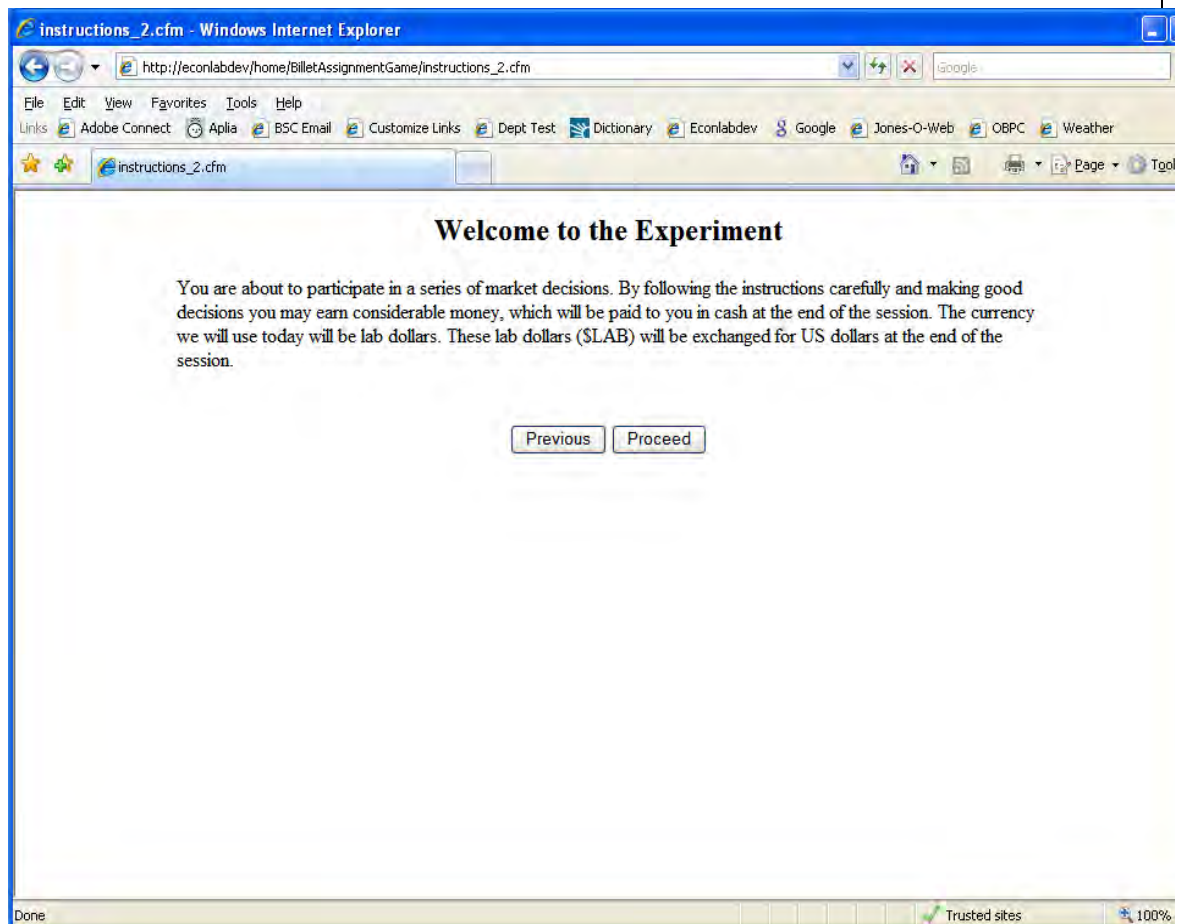 instructions_2.cfm - Windows Internet Explorer
http://econlabdev/home/BilletAssignmentGame/instructions_2.cfm
Google
File Edit View Favorites Tools Help
Links Adobe Connect Aplia BSC Email Customize Links Dept Test Dictionary Econlabdev Google Jones-O-Web OBPC Weather
instructions_2.cfm
Page
Tool
Welcome to the Experiment
You are about to participate in a series of market decisions. By following the instructions carefully and making good
decisions you may earn considerable money, which will be paid to you in cash at the end of the session. The currency
we will use today will be lab dollars. These lab dollars ($LAB) will be exchanged for US dollars at the end of the
session.
Previous Proceed
Done Trusted sites 100%